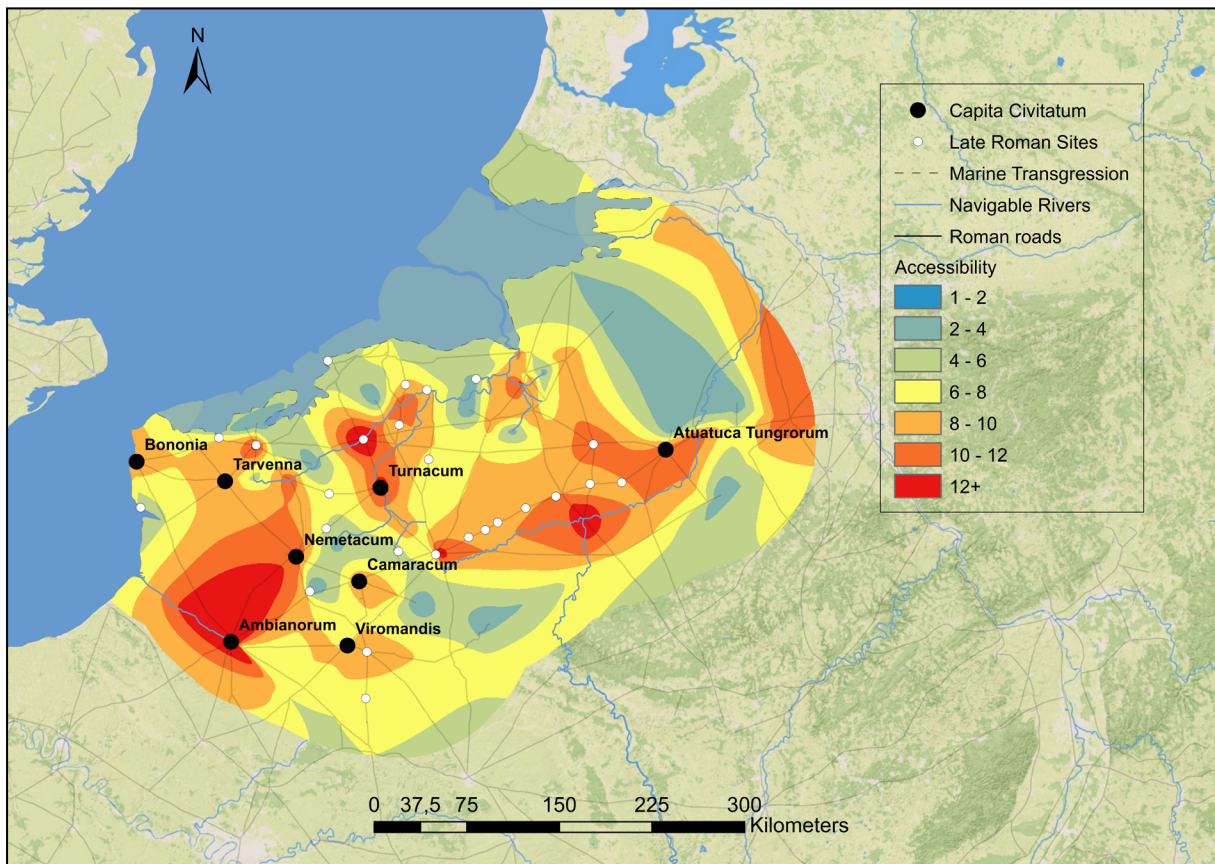 N
Capita Civitatum
Late Roman Sites
Marine Transgression
Navigable Rivers
Roman roads
Accessibility
1 - 2
2 - 4
4 - 6
6 - 8
8 - 10
10 - 12
12+
Bononia
Tarvenna
Atuatuca Tungrorum
Turnacum
Nemetacum
Camaracum
Ambianorum
Viromandis
0 37,5 75 150 225 300
Kilometers